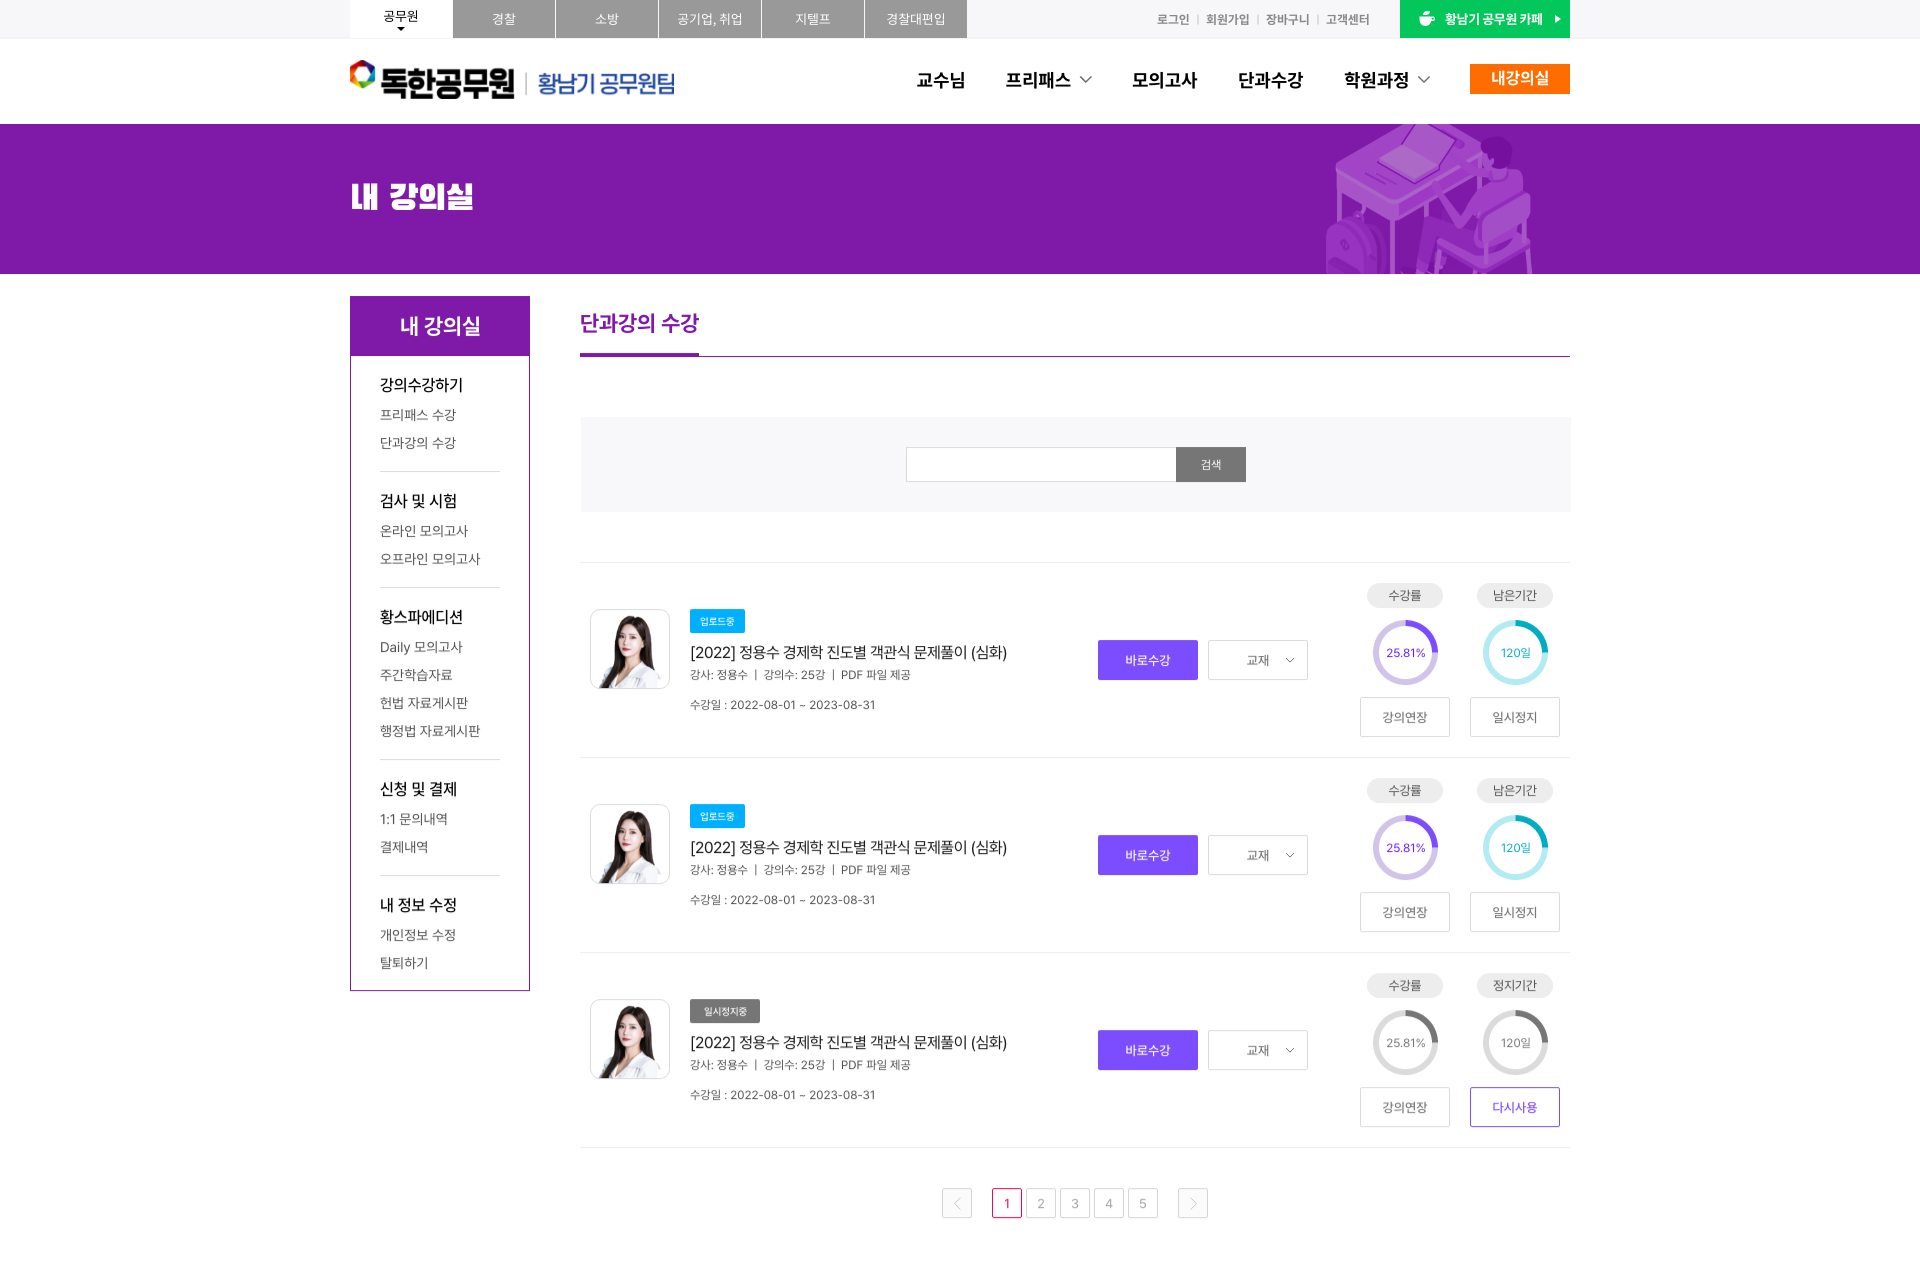 공무원 경찰 소방 공기업, 취업 지텔프 경찰대편입 로그인 회원가입 장바구니 고객센터 황남기 공무원 카페
독한공무원 황남기 공무원팀 교수님 프리패스 모의고사 단과수강 학원과정 내강의실
내 강의실
내 강의실
강의수강하기
프리패스 수강
단과강의 수강
검사 및 시험
온라인 모의고사
오프라인 모의고사
황스파에디션
Daily 모의고사
주간학습자료
헌법 자료게시판
행정법 자료게시판
신청 및 결제
1:1 문의내역
결제내역
내 정보 수정
개인정보 수정
탈퇴하기
단과강의 수강
검색
입로드중
[2022] 정용수 경제학 진도별 객관식 문제풀이 (심화)
강사: 정용수 | 강의수: 25강 | PDF 파일 제공
수강일 : 2022-08-01 ~ 2023-08-31
바로수강 교재
수강률 남은기간
25.81% 120일
강의연장 일시정지
입로드중
[2022] 정용수 경제학 진도별 객관식 문제풀이 (심화)
강사: 정용수 | 강의수: 25강 | PDF 파일 제공
수강일 : 2022-08-01 ~ 2023-08-31
바로수강 교재
수강률 남은기간
25.81% 120일
강의연장 일시정지
일시정지중
[2022] 정용수 경제학 진도별 객관식 문제풀이 (심화)
강사: 정용수 | 강의수: 25강 | PDF 파일 제공
수강일 : 2022-08-01 ~ 2023-08-31
바로수강 교재
수강률 정지기간
25.81% 120일
강의연장 다시사용
1 2 3 4 5